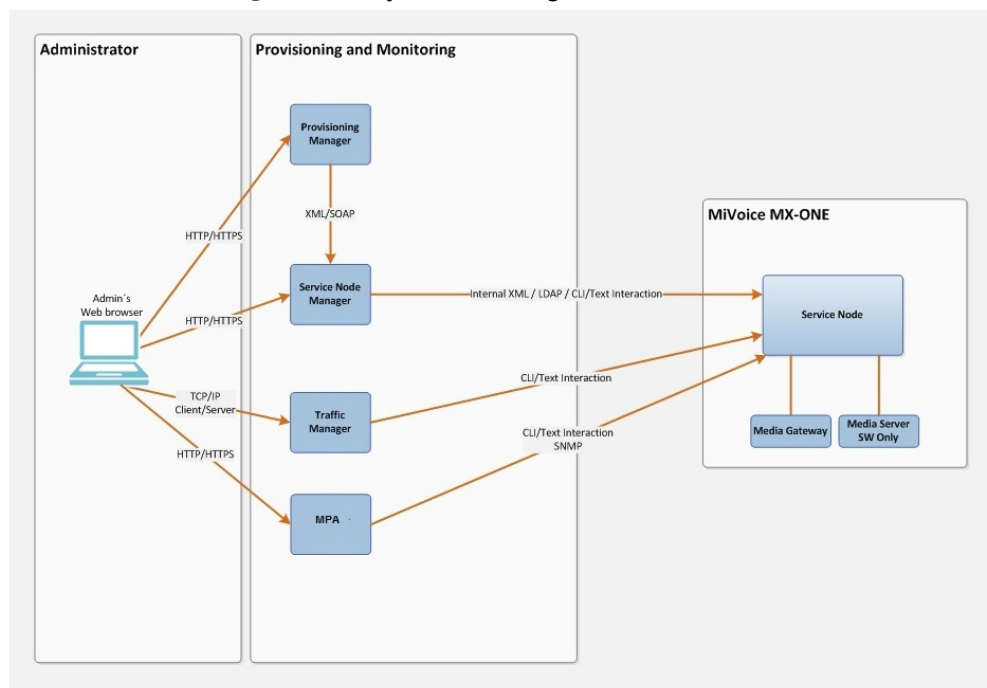 Administrator
Provisioning and Monitoring
Provisioning
Manager
XML/SOAP
HTTP/HTTPS
MiVoice MX-ONE
Service Node
Manager
Internal XML / LDAP / CLI/Text Interaction
Service Node
Admin´s
Web browser
HTTP/HTTPS
CLI/Text Interaction
TCP/IP
Client/Server
Traffic
Manager
Media Gateway
Media Server
SW Only
CLI/Text Interaction
SNMP
HTTP/HTTPS
MPA